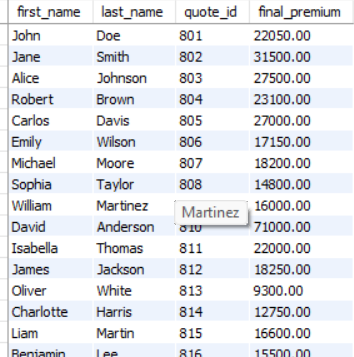 first_name last_name quote_id final_premium
John Doe 801 22050.00
Jane Smith 802 31500.00
Alice Johnson 803 27500.00
Robert Brown 804 23100.00
Carlos Davis 805 27000.00
Emily Wilson 806 17150.00
Michael Moore 807 18200.00
Sophia Taylor 808 14800.00
William Martinez Martinez 16000.00
David Anderson 810 71000.00
Isabella Thomas 811 22000.00
James Jackson 812 18250.00
Oliver White 813 9300.00
Charlotte Harris 814 12750.00
Liam Martin 815 16600.00
Benjamin Lee 816 15500.00